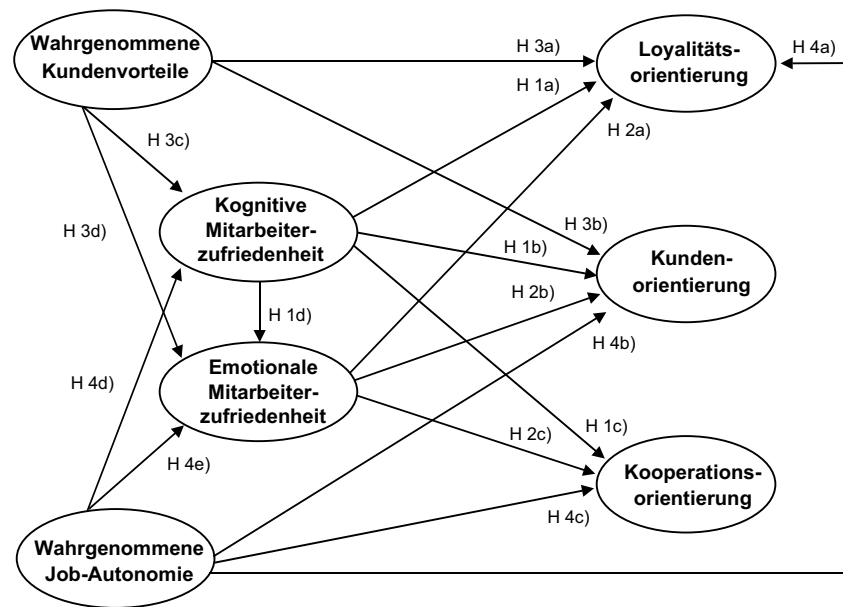 Wahrgenommene
Kundenvorteile
H 3a)
Loyalitäts-
orientierung
H 4a)
H 1a)
H 2a)
H 3c)
Kognitive
Mitarbeiter-
zufriedenheit
H 3d)
H 3b)
H 1b)
Kunden-
orientierung
H 2b)
H 1d)
H 4b)
Emotionale
Mitarbeiter-
zufriedenheit
H 4d)
H 1c)
H 2c)
H 4e)
Kooperations-
orientierung
H 4c)
Wahrgenommene
Job-Autonomie